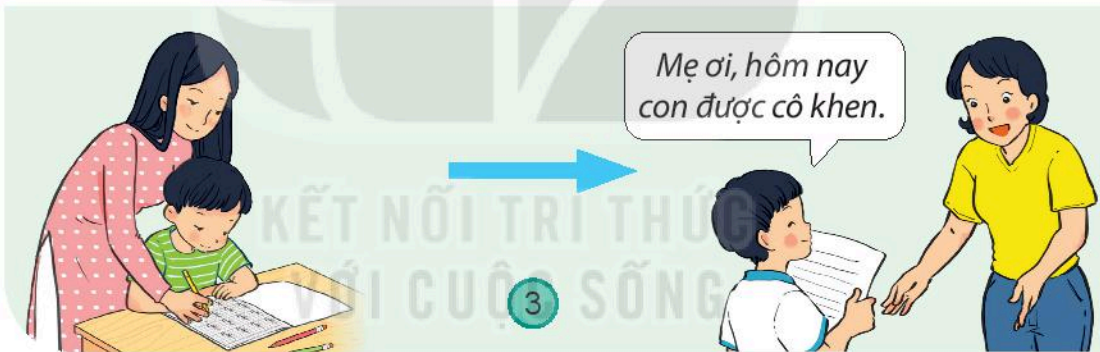 Mẹ ơi, hôm nay
con được cô khen.
KẾT NỐI TRI THỨC
VỚI CUỘC SỐNG
3